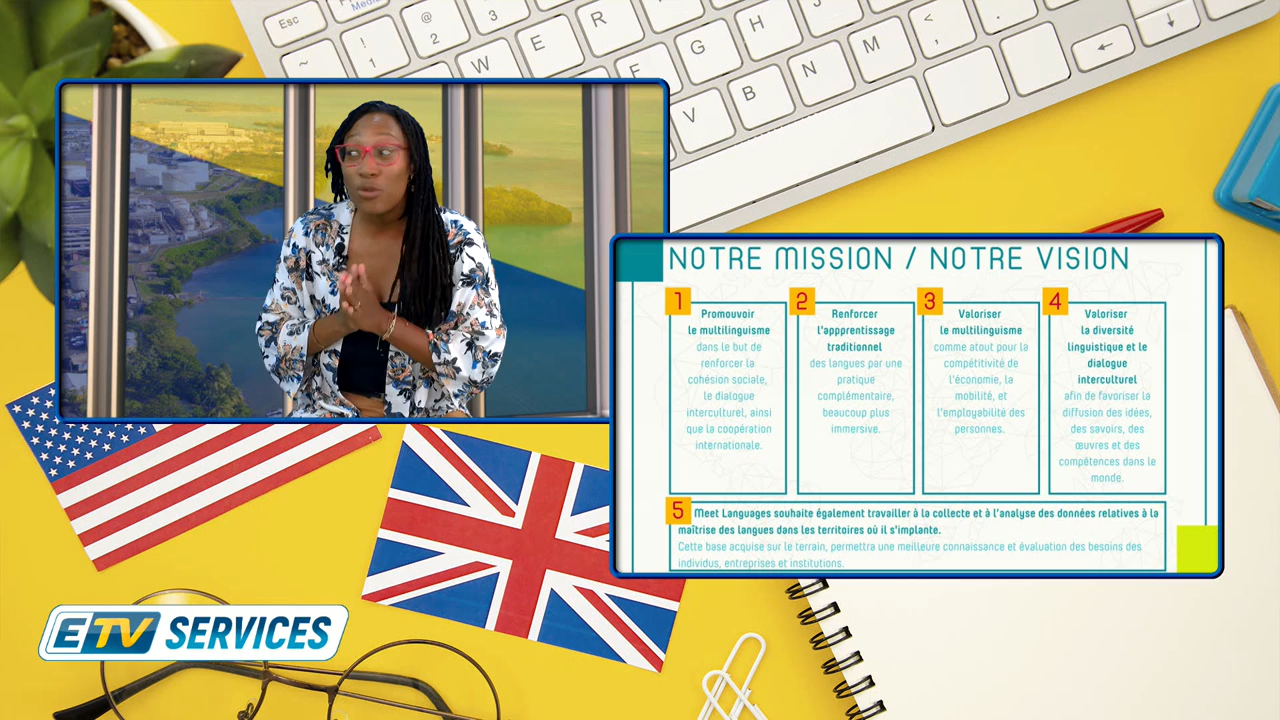 Esc
@
2
3
!
1
~
W
E
R
G
H
J
F
V
B
N
M
<
,
.
NOTRE MISSION / NOTRE VISION
1
Promouvoir
le multilinguisme
dans le but de
renforcer la
cohésion sociale,
le dialogue
interculturel, ainsi
que la coopération
internationale.
2
Renforcer
l'apprentissage
traditionnel
des langues par une
pratique
complémentaire,
beaucoup plus
immersive.
3
Valoriser
le multilinguisme
comme atout pour la
compétitivité de
l'économie, la
mobilité, et
l'employabilité des
personnes.
4
Valoriser
la diversité
linguistique et le
dialogue
interculturel
afin de favoriser la
diffusion des idées,
des savoirs, des
œuvres et des
compétences dans le
monde.
5 Meet Languages souhaite également travailler à la collecte et à l'analyse des données relatives à la
maîtrise des langues dans les territoires où il s'implante.
Cette base acquise sur le terrain, permettra une meilleure connaissance et évaluation des besoins des
individus, entreprises et institutions.
ETV SERVICES